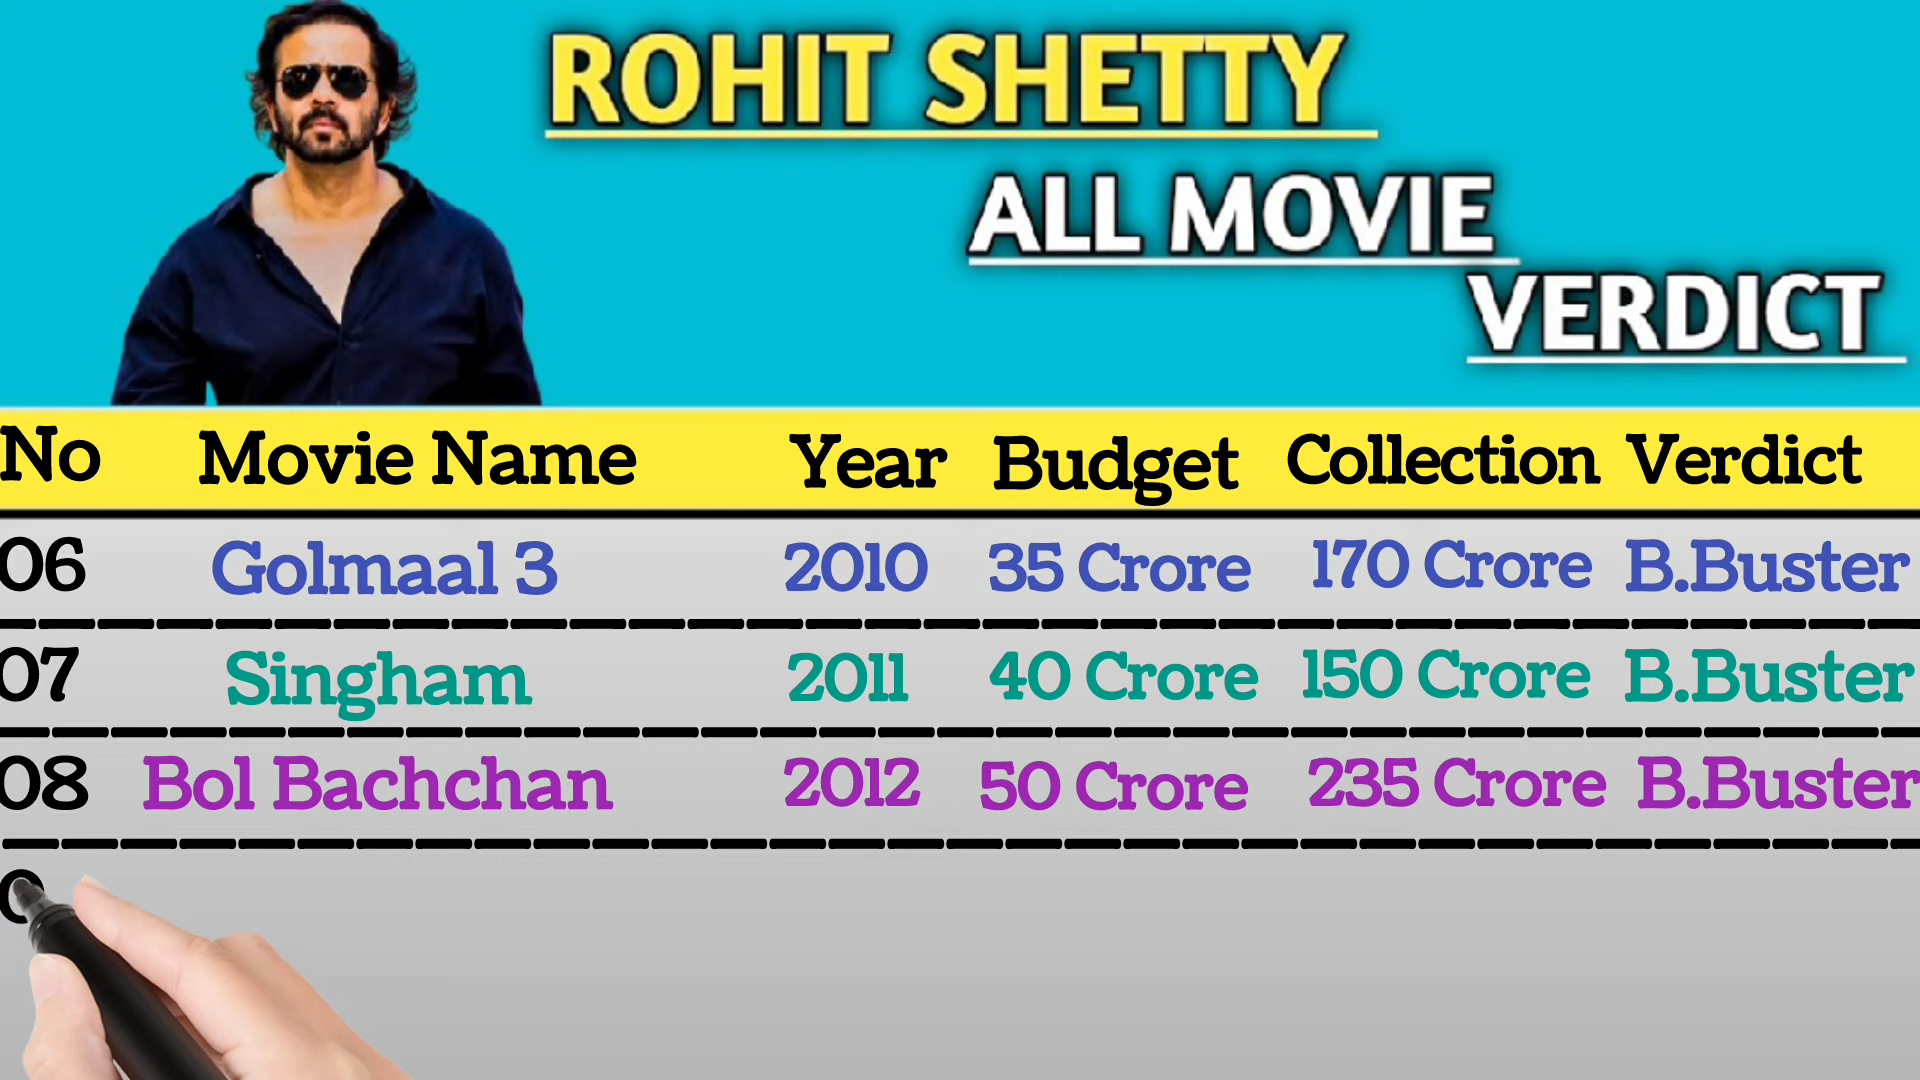 ROHIT SHETTY
ALL MOVIE
VERDICT
No Movie Name Year Budget Collection Verdict
06 Golmaal 3 2010 35 Crore 170 Crore B.Buster
07 Singham 2011 40 Crore 150 Crore B.Buster
08 Bol Bachchan 2012 50 Crore 235 Crore B.Buster
0